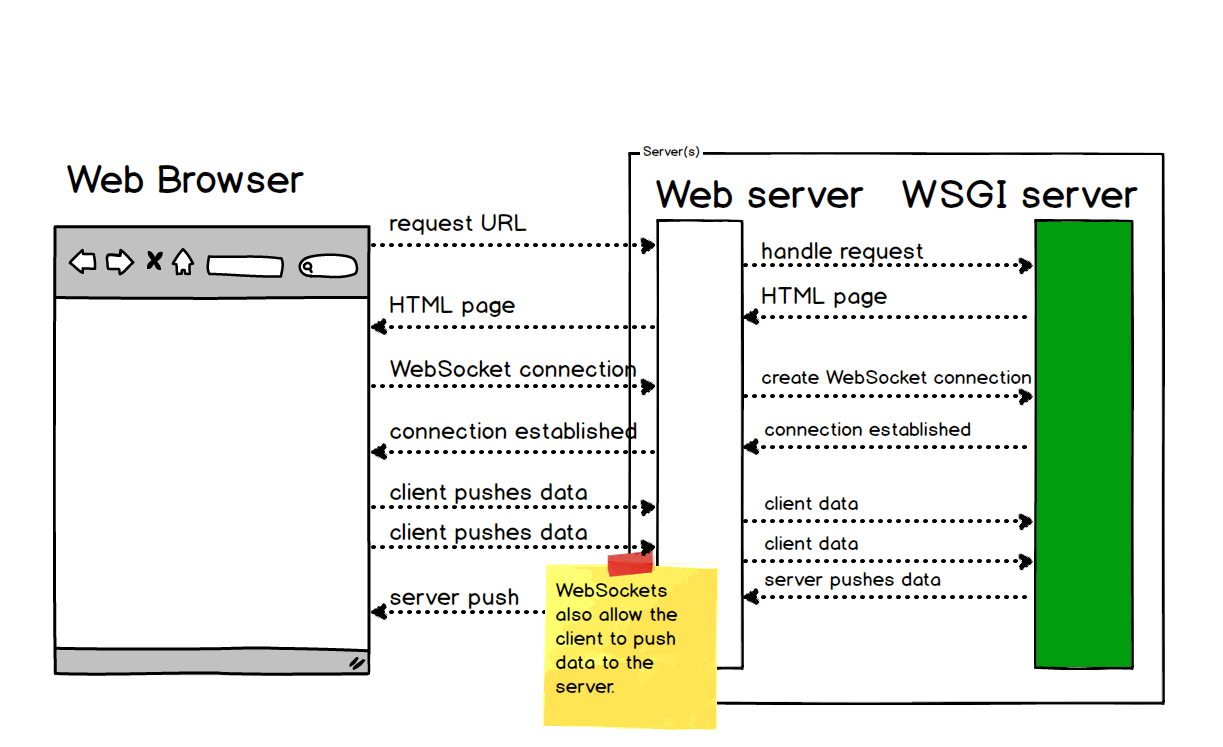 Server(s)
Web Browser
Web server
WSGI server
request URL
handle request
HTML page
HTML page
WebSocket connection
create WebSocket connection
connection established
connection established
client pushes data
client data
client pushes data
client data
server pushes data
server push
WebSockets
also allow the
client to push
data to the
server.